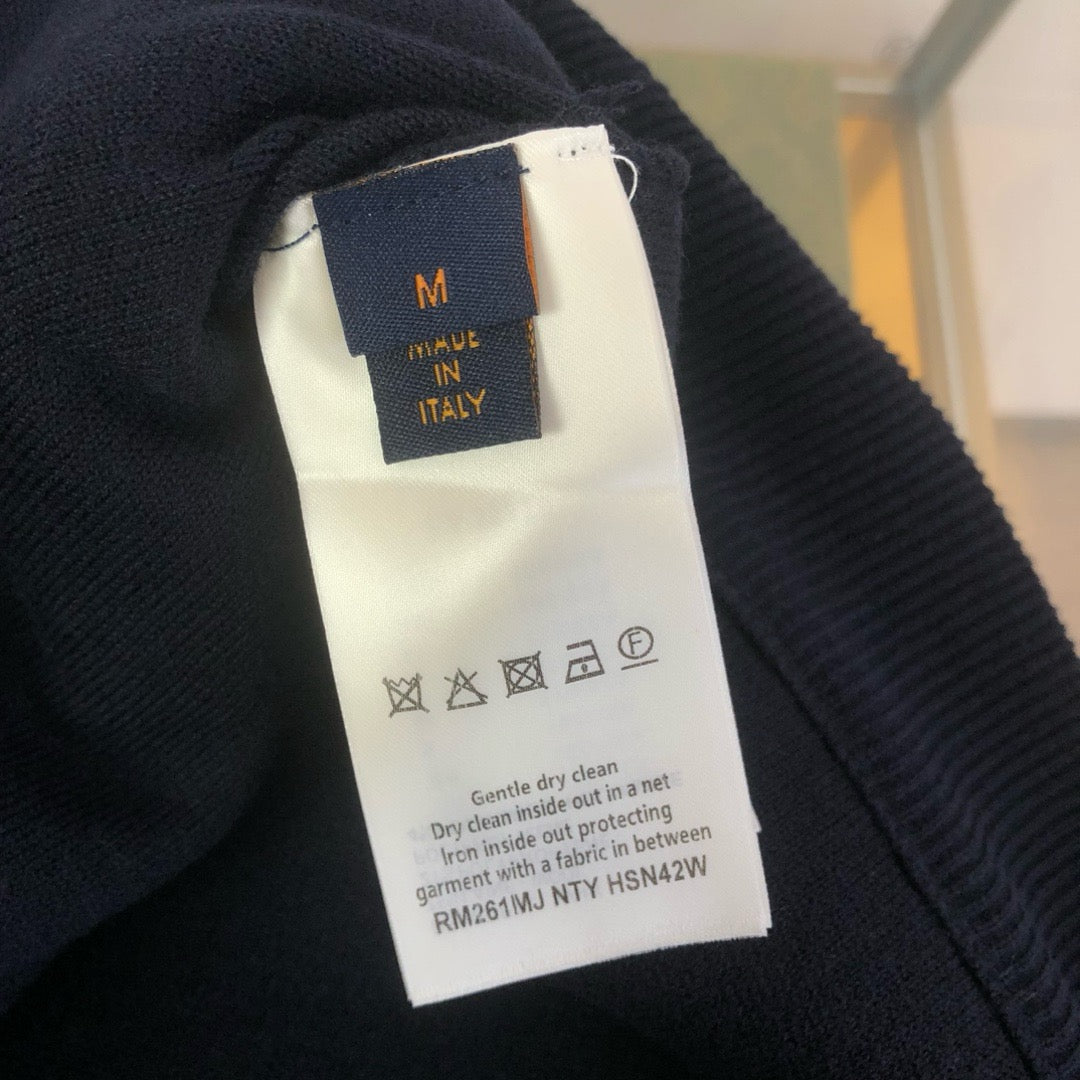 M
MADE
IN
ITALY
F
Gentle dry clean
Dry clean inside out in a net
Iron inside out protecting
garment with a fabric in between
RM261MJ NTY HSN42W